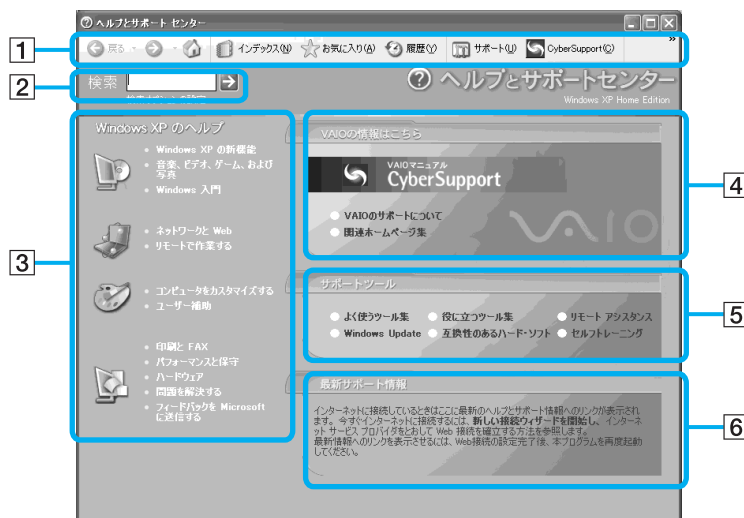 ヘルプとサポート センター
1
戻る
インデックス(N)
お気に入り(A)
履歴(Y)
サポート(U)
CyberSupport(C)
»
2
検索
ヘルプとサポートセンター
Windows XP Home Edition
3
Windows XP のヘルプ
Windows XP の新機能
音楽、ビデオ、ゲーム、および
写真
Windows 入門
ネットワークと Web
リモートで作業する
コンピュータをカスタマイズする
ユーザー補助
印刷と FAX
パフォーマンスと保守
ハードウェア
問題を解決する
フィードバックを Microsoft
に送信する
VAIOの情報はこちら
VAIOマニュアル
CyberSupport
VAIOのサポートについて
関連ホームページ集
VAIO
4
サポートツール
よく使うツール集
役に立つツール集
リモート アシスタンス
Windows Update
互換性のあるハード・ソフト
セルフトレーニング
5
最新サポート情報
インターネットに接続しているときはここに最新のヘルプとサポート情報へのリンクが表示され
ます。今すぐインターネットに接続するには、新しい接続ウィザードを開始し、インターネ
ット サービス プロバイダをとおして Web 接続を確立する方法を参照します。
最新情報へのリンクを表示させるには、Web接続の設定完了後、本プログラムを再度起動
してください。
6